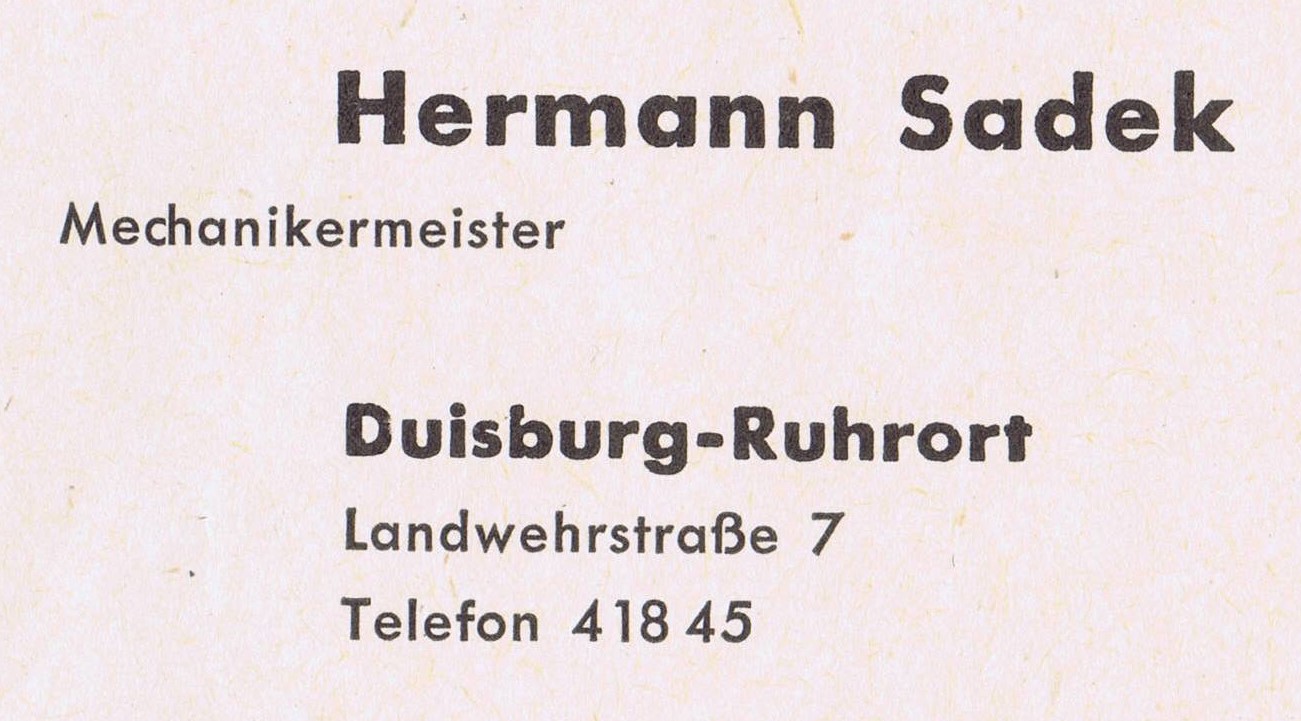 Hermann Sadek
Mechanikermeister
Duisburg-Ruhrort
Landwehrstraße 7
Telefon 418 45